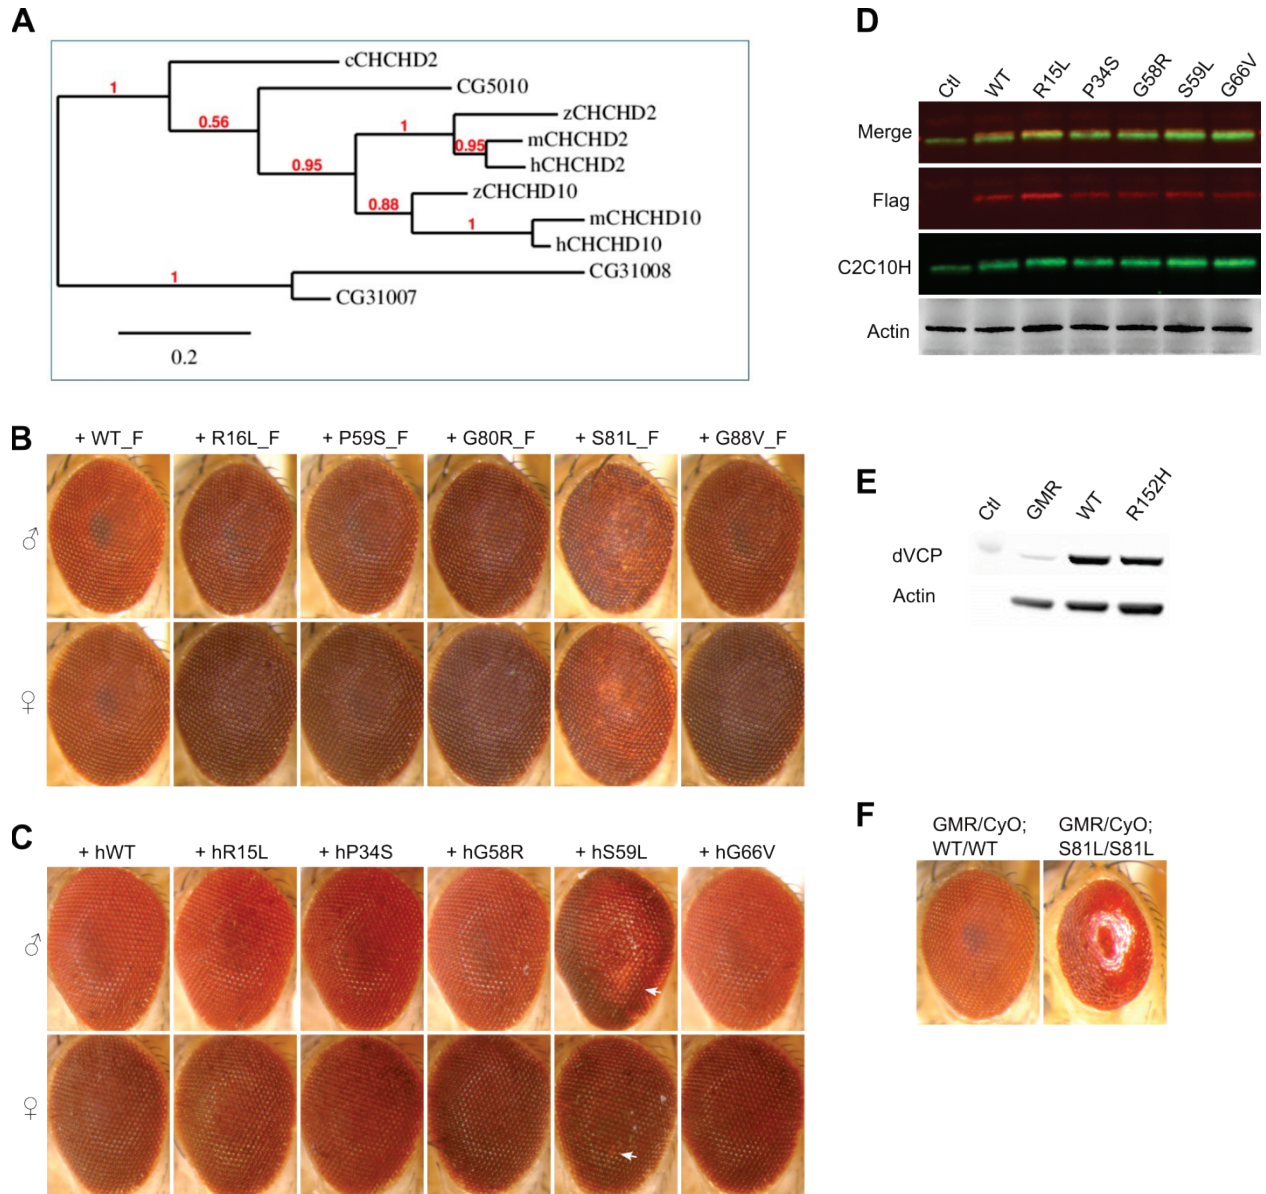 A
cCHCHD2
CG5010
zCHCHD2
mCHCHD2
hCHCHD2
zCHCHD10
mCHCHD10
hCHCHD10
CG31008
CG31007
1
0.56
0.95
1
0.95
0.88
1
1
0.2
B
+ WT_F + R16L_F + P59S_F + G80R_F + S81L_F + G88V_F
♂
♀
C
+ hWT + hR15L + hP34S + hG58R + hS59L + hG66V
♂
♀
D
Ctl WT R15L P34S G58R S59L G66V
Merge
Flag
C2C10H
Actin
E
Ctl GMR WT R152H
dVCP
Actin
F
GMR/CyO; GMR/CyO;
WT/WT S81L/S81L